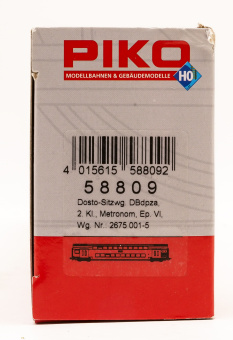 PIKO
MODELLBAHNEN & GEBÄUDEMODELLE
H0
4 015615 588092
58809
Dosto-Sitzwg. DBdpza,
2. Kl., Metronom, Ep. VI,
Wg. Nr.: 2675 001-5